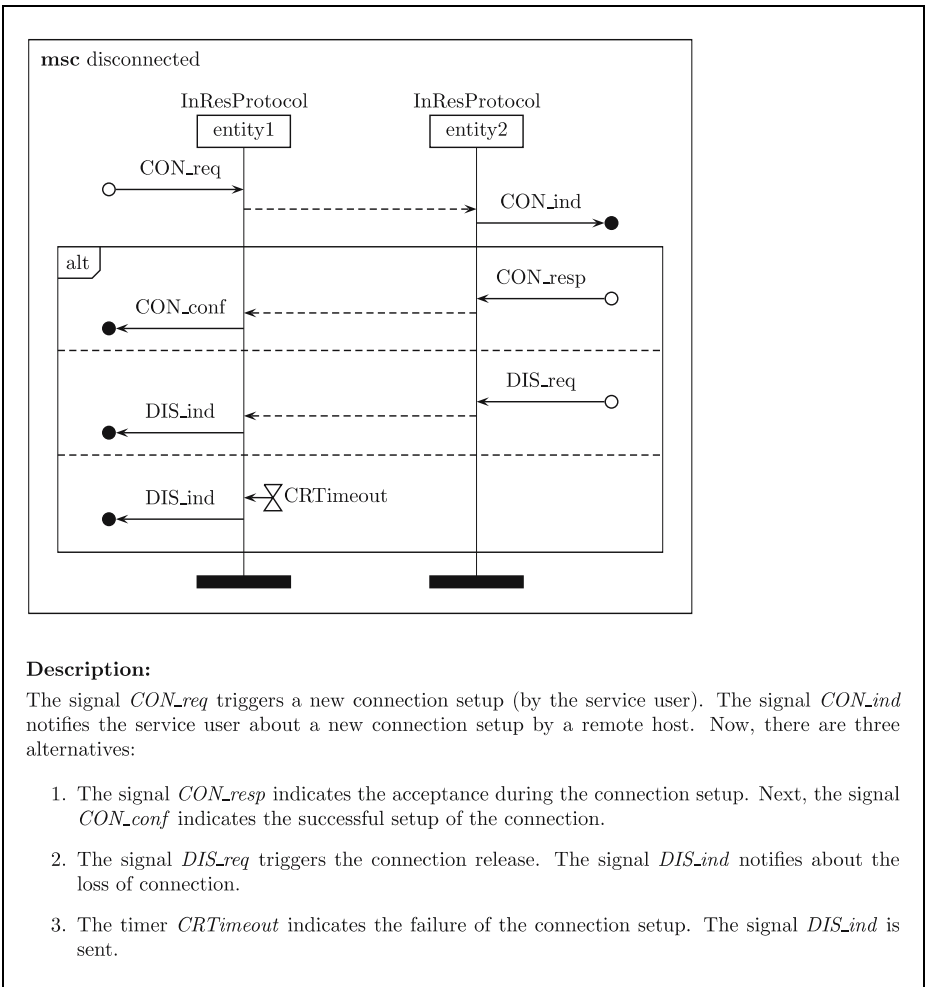 msc disconnected
InResProtocol InResProtocol
entity1 entity2
CON_req
CON_ind
alt
CON_resp
CON_conf
DIS_req
DIS_ind
DIS_ind CRTimeout
Description:
The signal CON_req triggers a new connection setup (by the service user). The signal CON_ind
notifies the service user about a new connection setup by a remote host. Now, there are three
alternatives:
1. The signal CON_resp indicates the acceptance during the connection setup. Next, the signal
CON_conf indicates the successful setup of the connection.
2. The signal DIS_req triggers the connection release. The signal DIS_ind notifies about the
loss of connection.
3. The timer CRTimeout indicates the failure of the connection setup. The signal DIS_ind is
sent.